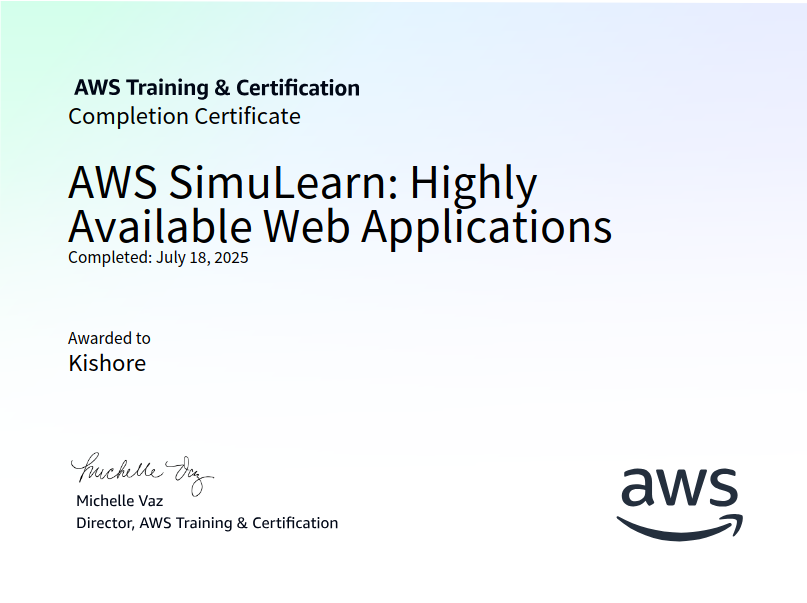 AWS Training & Certification
Completion Certificate
AWS SimuLearn: Highly
Available Web Applications
Completed: July 18, 2025
Awarded to
Kishore
Michelle Vaz
Michelle Vaz
Director, AWS Training & Certification
aws